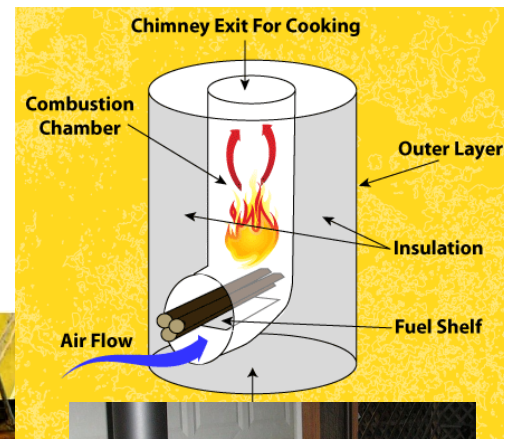 Chimney Exit For Cooking
Combustion
Chamber
Outer Layer
Insulation
Fuel Shelf
Air Flow